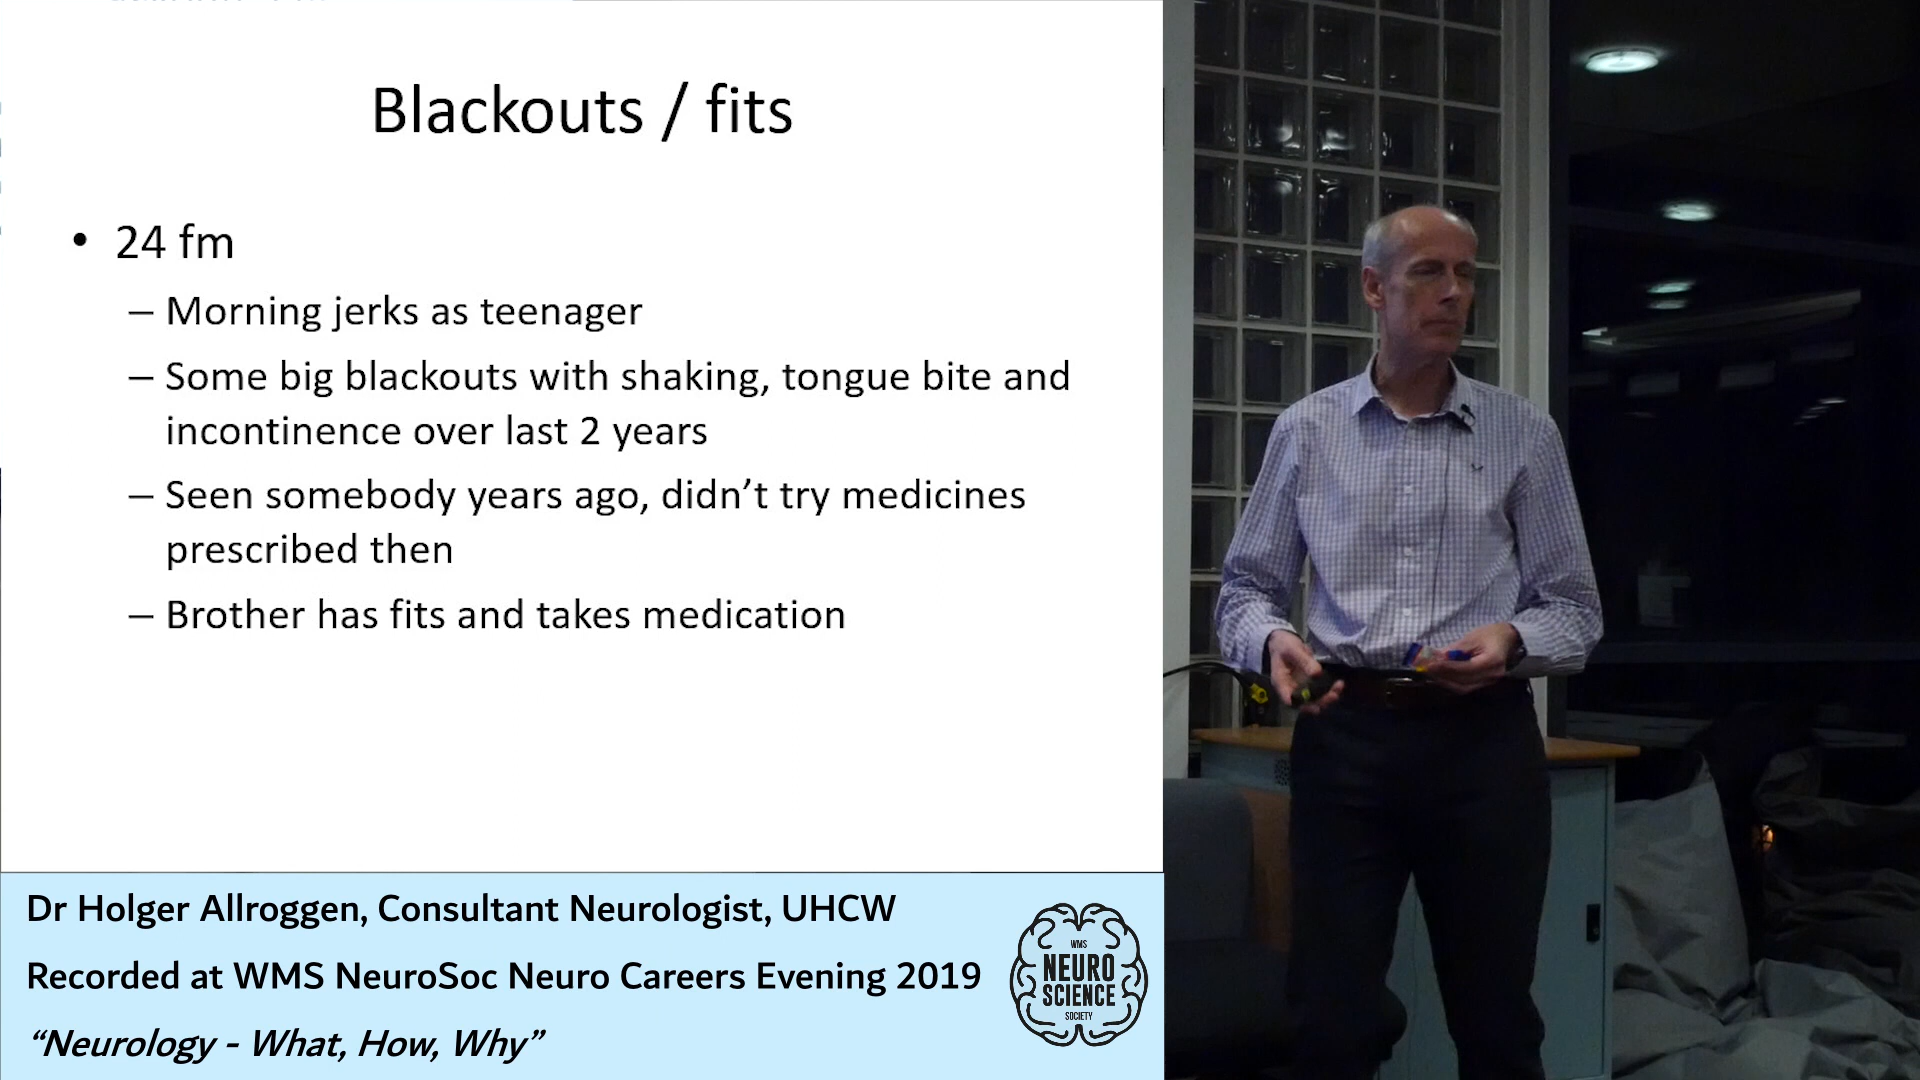 Blackouts / fits
• 24 fm
– Morning jerks as teenager
– Some big blackouts with shaking, tongue bite and
incontinence over last 2 years
– Seen somebody years ago, didn't try medicines
prescribed then
– Brother has fits and takes medication
Dr Holger Allroggen, Consultant Neurologist, UHCW
Recorded at WMS NeuroSoc Neuro Careers Evening 2019
“Neurology - What, How, Why”
WMS
NEURO
SCIENCE
SOCIETY